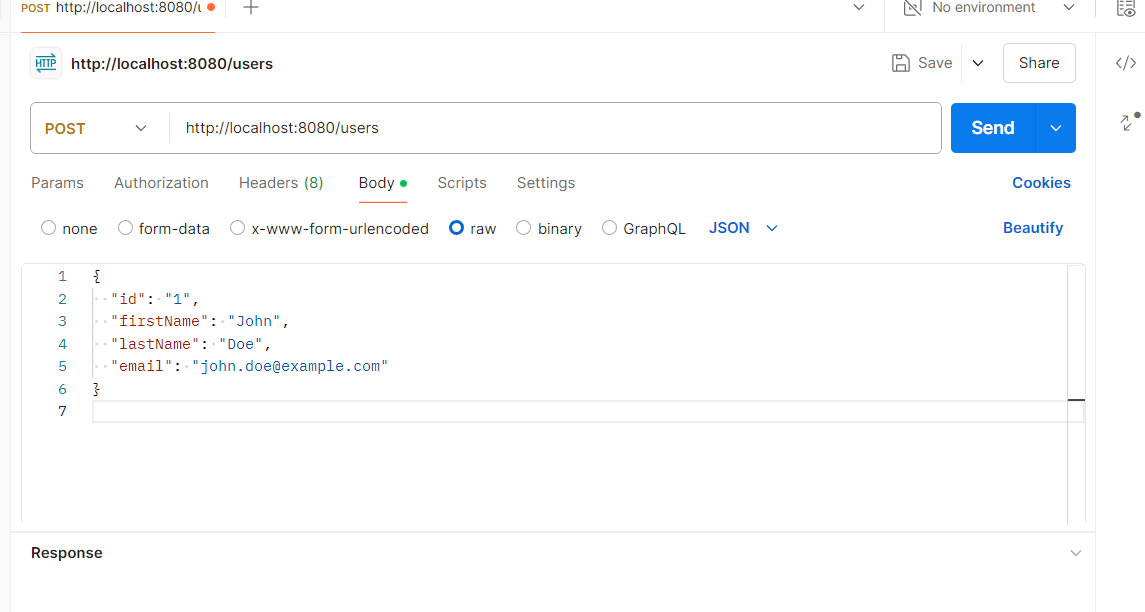 POST http://localhost:8080/u
No environment
HTTP http://localhost:8080/users
Save
Share
</>
POST
http://localhost:8080/users
Send
Params Authorization Headers (8) Body Scripts Settings Cookies
none form-data x-www-form-urlencoded raw binary GraphQL JSON Beautify
1 {
2 "id": "1",
3 "firstName": "John",
4 "lastName": "Doe",
5 "email": "john.doe@example.com"
6 }
7
Response